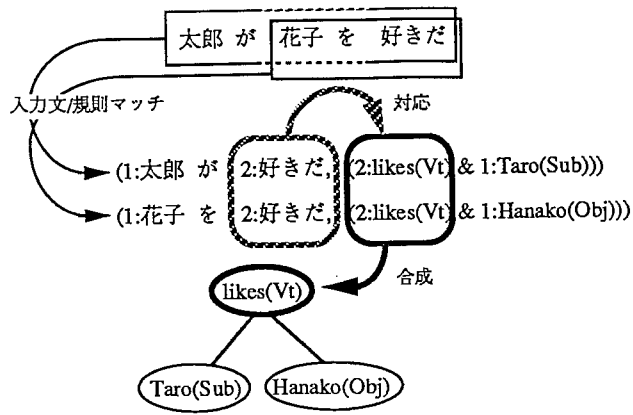 太郎 が 花子 を 好きだ
入力文/規則マッチ
対応
(1:太郎 が 2:好きだ, (2:likes(Vt) & 1:Taro(Sub)))
(1:花子 を 2:好きだ, (2:likes(Vt) & 1:Hanako(Obj)))
合成
likes(Vt)
Taro(Sub) Hanako(Obj)